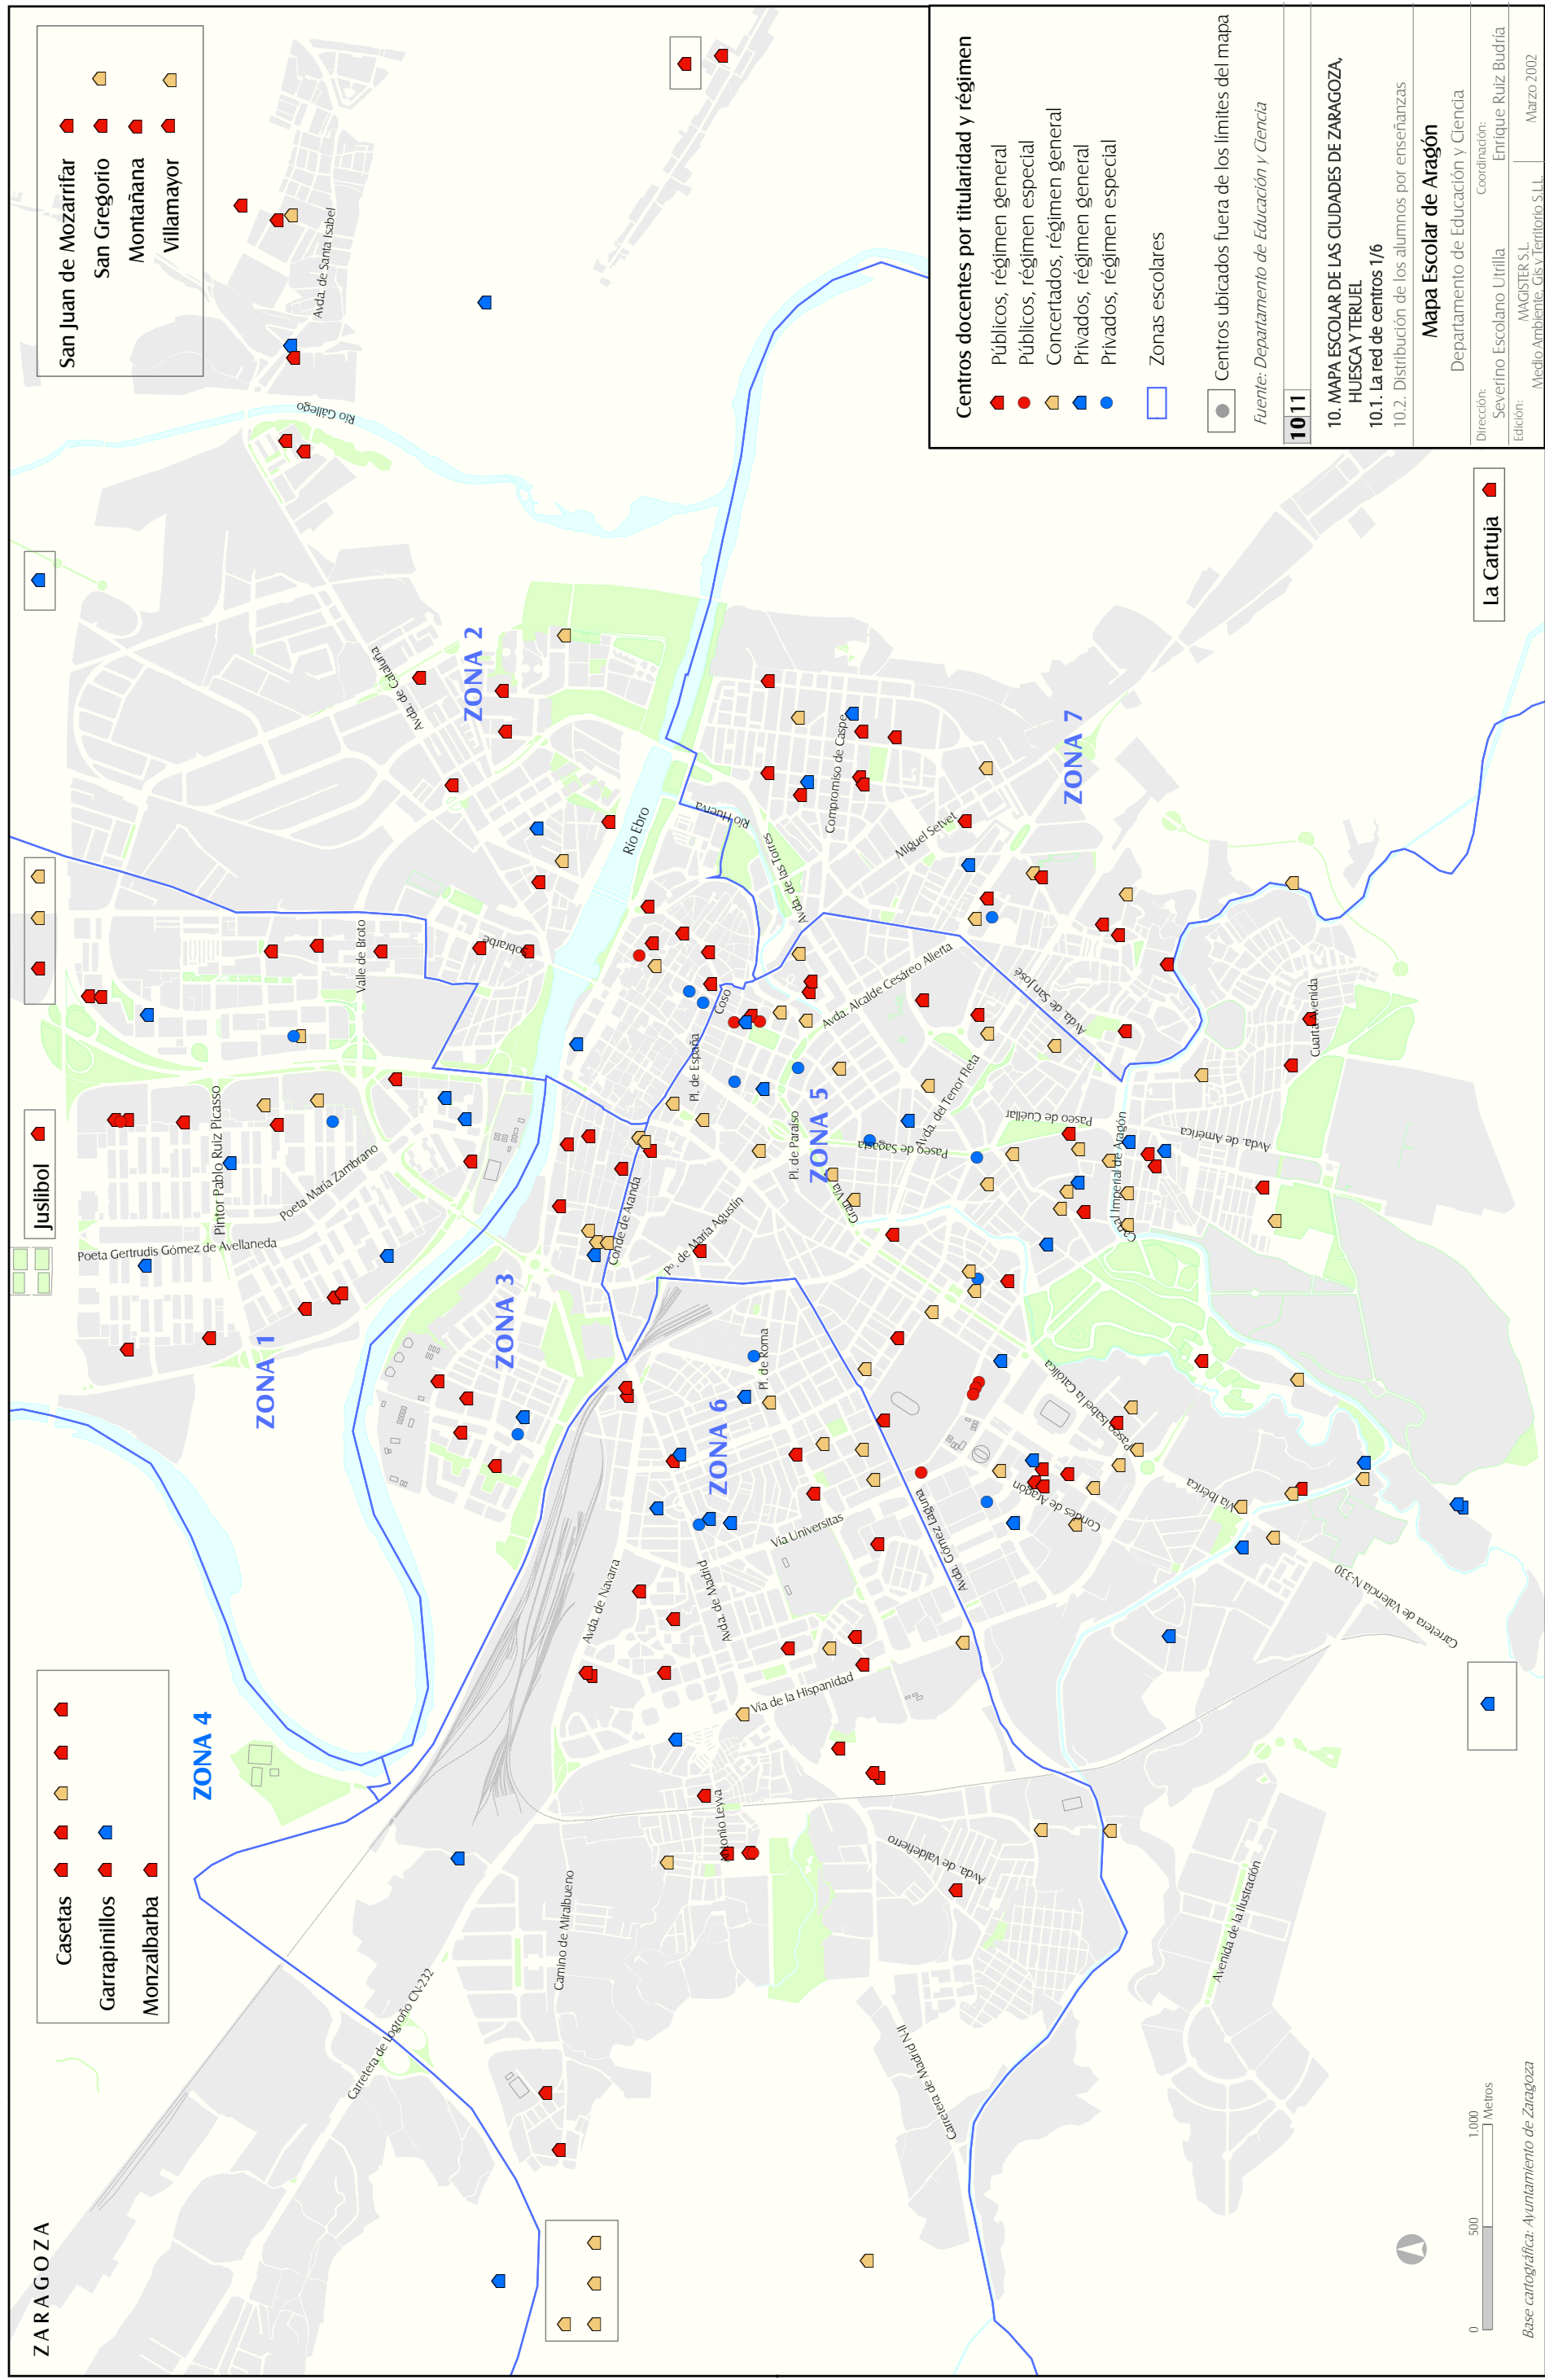 ZARAGOZA
Casetas
Garrapinillos
Monzalbarba
ZONA 4
Juslibol
San Juan de Mozarrifar
San Gregorio
Montañana
Villamayor
Avda. de Santa Isabel
Río Gállego
ZONA 1
ZONA 2
ZONA 3
ZONA 5
ZONA 6
ZONA 7
Poeta Gertrudis Gómez de Avellaneda
Pintor Pablo Ruiz Picasso
Poeta María Zambrano
Valle de Broto
Sobrarbe
Avda. de Cataluña
Río Ebro
Río Huerva
Avda. de las Torres
Compromiso de Caspe
Miguel Setvet
Coso
Pl. de España
Conde de Aranda
Pº. de María Agustín
Pl. de Paraíso
Gran Vía
Paseo de Sagasta
Avda. Alcalde Cesáreo Alierta
Avda. del Tenor Fleta
Avda. de San José
Paseo de Cuéllar
Canal Imperial de Aragón
Avda. de América
Cuarta Avenida
Pl. de Roma
Avda. de Navarra
Avda. de Madrid
Vía Universitas
Avda. Gómez Laguna
Condes de Aragón
Paseo Isabel la Católica
Vía Ibérica
Carretera de Valencia N-330
Vía de la Hispanidad
Antonio Leyva
Avda. de Valdefierro
Camino de Miralbueno
Carretera de Logroño CN-232
Carretera de Madrid N-II
Avenida de la Ilustración
La Cartuja
0 500 1.000
Metros
Base cartográfica: Ayuntamiento de Zaragoza
Centros docentes por titularidad y régimen
Públicos, régimen general
Públicos, régimen especial
Concertados, régimen general
Privados, régimen general
Privados, régimen especial
Zonas escolares
Centros ubicados fuera de los límites del mapa
Fuente: Departamento de Educación y Ciencia
10 11
10. MAPA ESCOLAR DE LAS CIUDADES DE ZARAGOZA,
HUESCA Y TERUEL
10.1. La red de centros 1/6
10.2. Distribución de los alumnos por enseñanzas
Mapa Escolar de Aragón
Departamento de Educación y Ciencia
Dirección:
Severino Escolano Utrilla
Coordinación:
Enrique Ruiz Budría
Edición:
MAGISTER S.L.
Medio Ambiente, Gis y Territorio S.L.L.
Marzo 2002